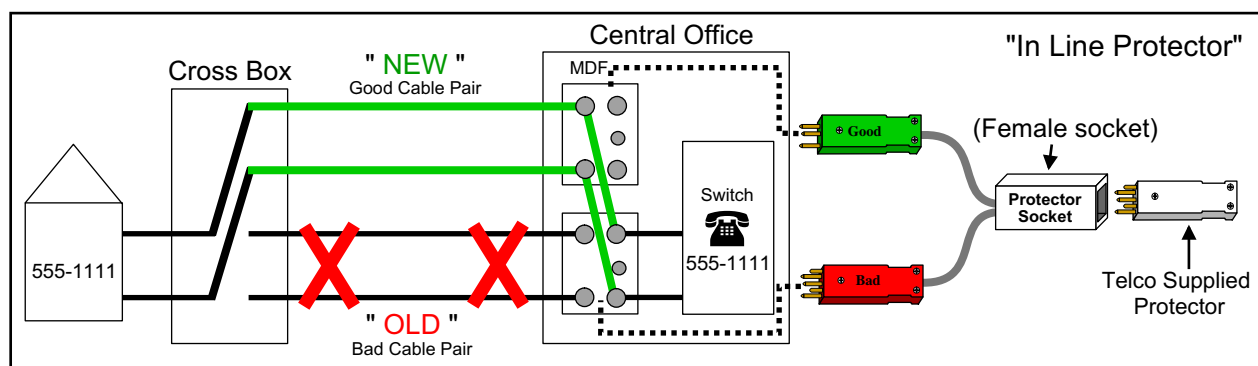 Central Office
"In Line Protector"
Cross Box
" NEW "
Good Cable Pair
MDF
Good
(Female socket)
Switch
555-1111
Protector
Socket
555-1111
Bad
Telco Supplied
Protector
" OLD "
Bad Cable Pair